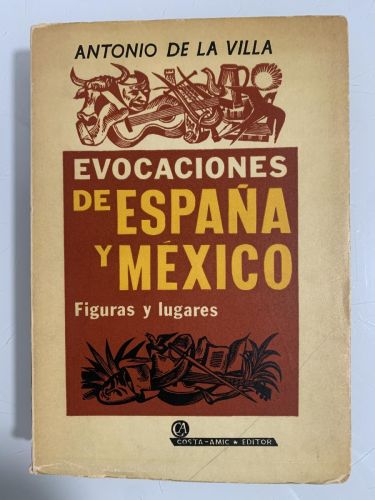 ANTONIO DE LA VILLA
EVOCACIONES
DE ESPAÑA
Y MÉXICO
Figuras y lugares
CA
COSTA-AMIC ★ EDITOR